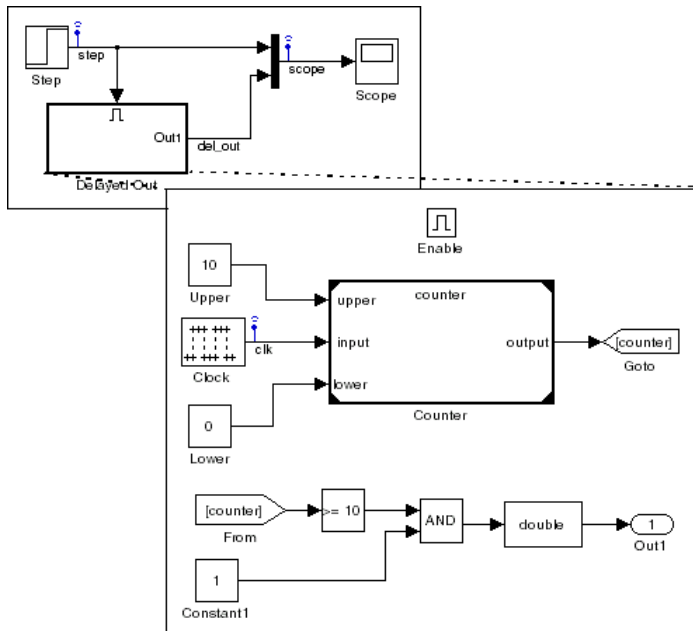 step
scope
Step
Scope
Out1
del_out
Delayed Out
Enable
10
Upper
upper
counter
clk
input
output
[counter]
Clock
Goto
lower
Counter
0
Lower
[counter]
>= 10
AND
double
1
From
Out1
1
Constant1